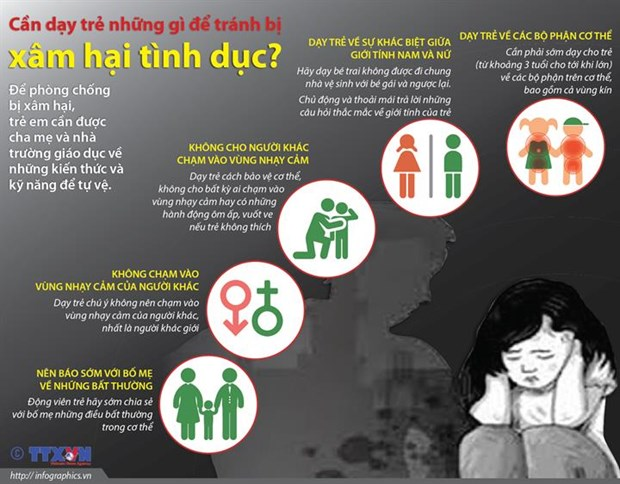 Cần dạy trẻ những gì để tránh bị
xâm hại tình dục?
Để phòng chống
bị xâm hại,
trẻ em cần được
cha mẹ và nhà
trường giáo dục về
những kiến thức và
kỹ năng để tự vệ.
DẠY TRẺ VỀ CÁC BỘ PHẬN CƠ THỂ
Cần phải sớm dạy cho trẻ
(từ khoảng 3 tuổi cho tới khi lớn)
về các bộ phận trên cơ thể,
bao gồm cả vùng kín
DẠY TRẺ VỀ SỰ KHÁC BIỆT GIỮA
GIỚI TÍNH NAM VÀ NỮ
Hãy dạy bé trai không được đi chung
nhà vệ sinh với bé gái và ngược lại.
Chủ động và thoải mái trả lời những
câu hỏi thắc mắc về giới tính của trẻ
KHÔNG CHO NGƯỜI KHÁC
CHẠM VÀO VÙNG NHẠY CẢM
Dạy trẻ cách bảo vệ cơ thể,
không cho bất kỳ ai chạm vào
vùng nhạy cảm hay có những
hành động ôm ấp, vuốt ve
nếu trẻ không thích
KHÔNG CHẠM VÀO
VÙNG NHẠY CẢM CỦA NGƯỜI KHÁC
Dạy trẻ chú ý không nên chạm vào
vùng nhạy cảm của người khác,
nhất là người khác giới
NÊN BÁO SỚM VỚI BỐ MẸ
VỀ NHỮNG BẤT THƯỜNG
Động viên trẻ hãy sớm chia sẻ
với bố mẹ những điều bất thường
trong cơ thể
© TTXVN
Vietnam News Agency
http://infographics.vn